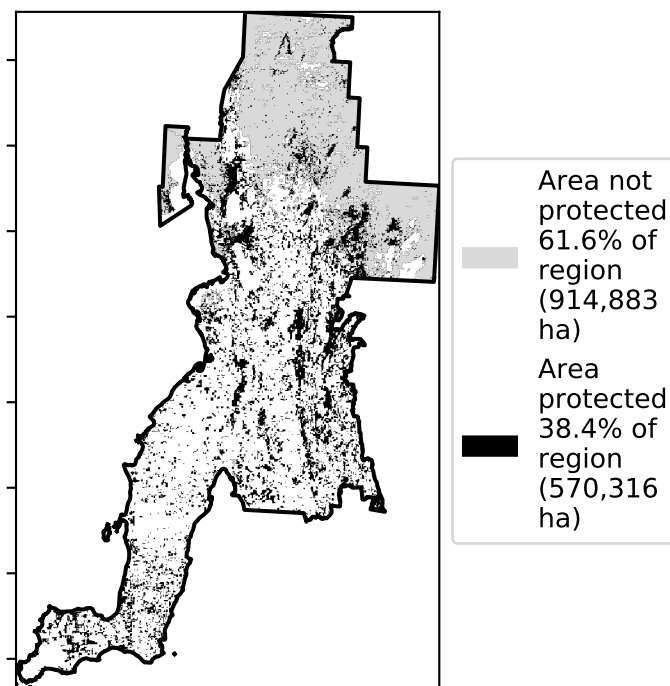 Area not
protected
61.6% of
region
(914,883
ha)
Area
protected
38.4% of
region
(570,316
ha)